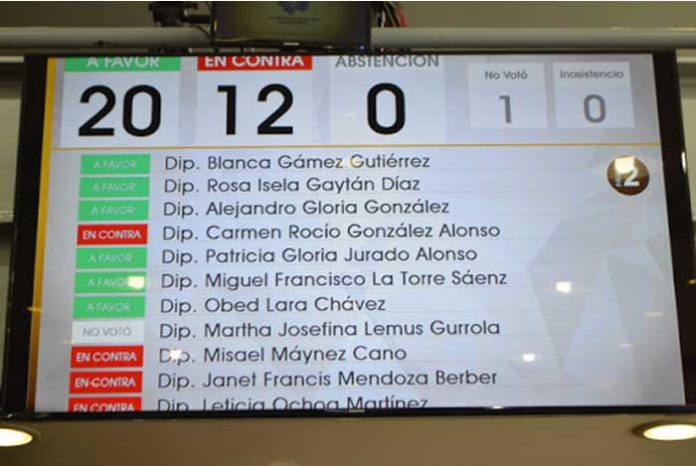 A FAVOR EN CONTRA ABSTENCIÓN No Votó Inasistencia
20 12 0 1 0
A FAVOR Dip. Blanca Gámez Gutiérrez
A FAVOR Dip. Rosa Isela Gaytán Díaz
A FAVOR Dip. Alejandro Gloria González
EN CONTRA Dip. Carmen Rocío González Alonso
A FAVOR Dip. Patricia Gloria Jurado Alonso
A FAVOR Dip. Miguel Francisco La Torre Sáenz
A FAVOR Dip. Obed Lara Chávez
NO VOTÓ Dip. Martha Josefina Lemus Gurrola
EN CONTRA Dip. Misael Máynez Cano
EN CONTRA Dip. Janet Francis Mendoza Berber
EN CONTRA Dip. Leticia Ochoa Martínez
2